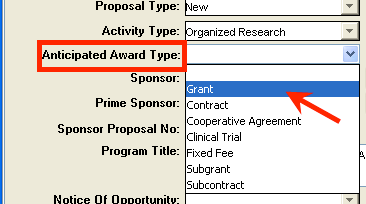 Proposal Type: New
Activity Type: Organized Research
Anticipated Award Type:
Sponsor:
Grant
Prime Sponsor:
Contract
Sponsor Proposal No:
Cooperative Agreement
Clinical Trial
Program Title:
Fixed Fee
Subgrant
Subcontract
Notice Of Opportunity: